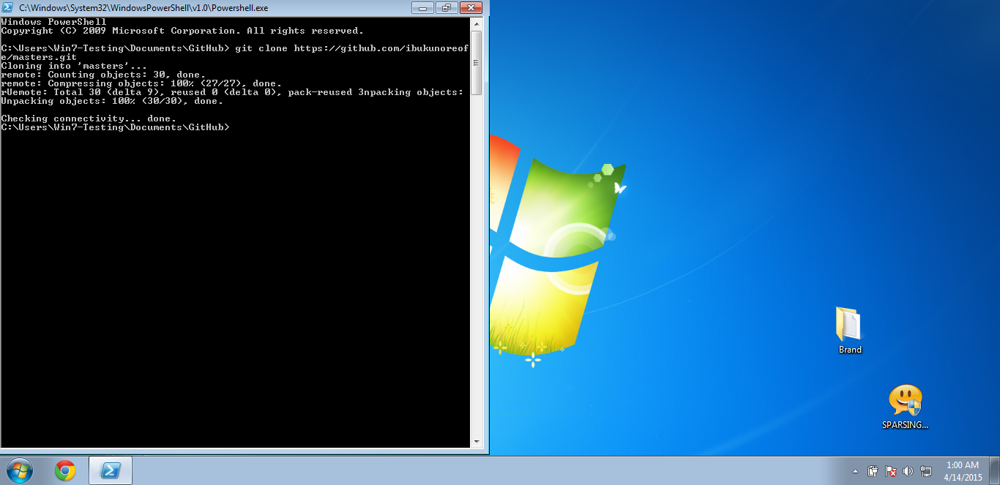 C:\Windows\System32\WindowsPowerShell\v1.0\Powershell.exe
Windows PowerShell
Copyright (C) 2009 Microsoft Corporation. All rights reserved.
C:\Users\Win7-Testing\Documents\GitHub> git clone https://github.com/ibukunoreof
e/masters.git
Cloning into 'masters'...
remote: Counting objects: 30, done.
remote: Compressing objects: 100% (27/27), done.
rUemote: Total 30 (delta 9), reused 0 (delta 0), pack-reused 3npacking objects:
Unpacking objects: 100% (30/30), done.
Checking connectivity... done.
C:\Users\Win7-Testing\Documents\GitHub>
Brand
SPARSING...
1:00 AM
4/14/2015